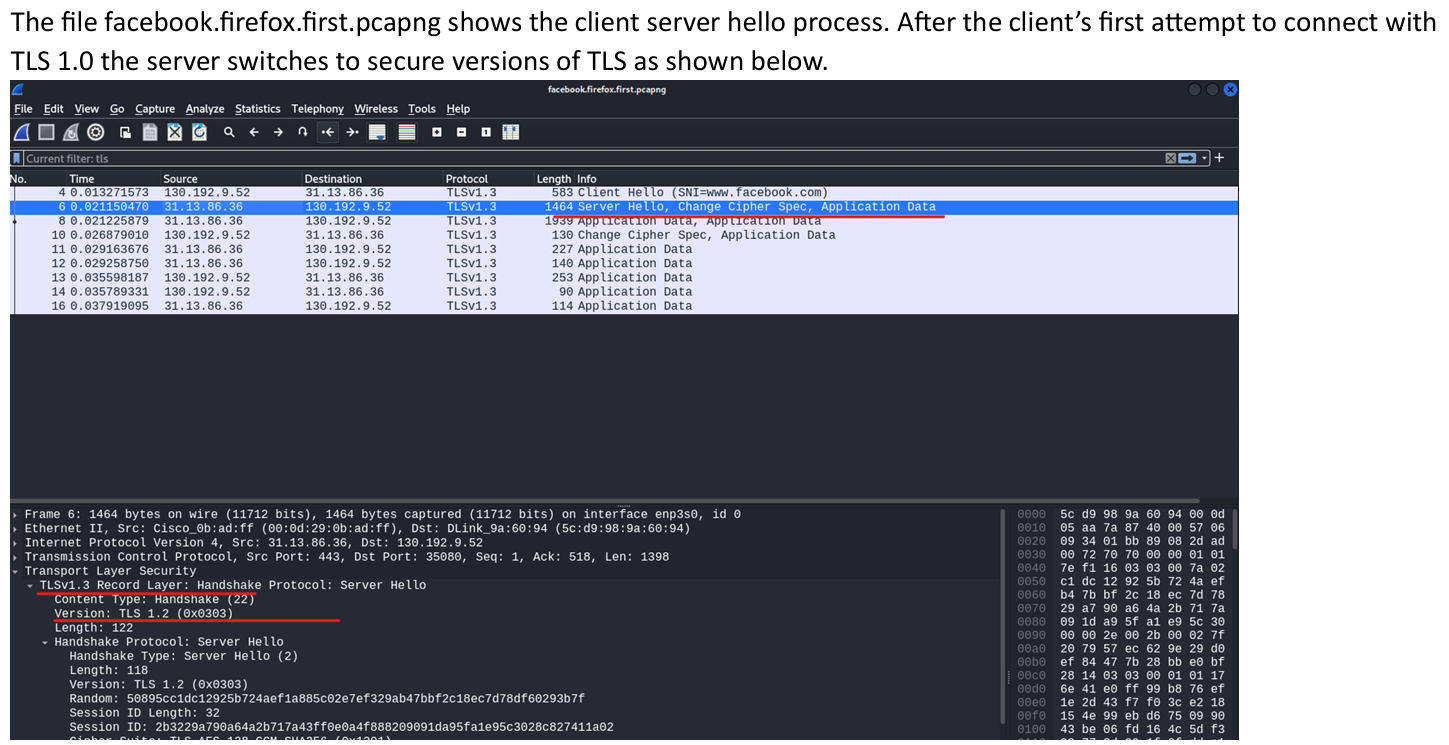 The file facebook.firefox.first.pcapng shows the client server hello process. After the client’s first attempt to connect with
TLS 1.0 the server switches to secure versions of TLS as shown below.
facebook.firefox.first.pcapng
File Edit View Go Capture Analyze Statistics Telephony Wireless Tools Help
Current filter: tls
No. Time Source Destination Protocol Length Info
4 0.013271573 130.192.9.52 31.13.86.36 TLSv1.3 583 Client Hello (SNI=www.facebook.com)
6 0.021150470 31.13.86.36 130.192.9.52 TLSv1.3 1464 Server Hello, Change Cipher Spec, Application Data
8 0.021225879 31.13.86.36 130.192.9.52 TLSv1.3 1939 Application Data, Application Data
10 0.026879010 130.192.9.52 31.13.86.36 TLSv1.3 130 Change Cipher Spec, Application Data
11 0.029163676 31.13.86.36 130.192.9.52 TLSv1.3 227 Application Data
12 0.029258750 31.13.86.36 130.192.9.52 TLSv1.3 140 Application Data
13 0.035598187 130.192.9.52 31.13.86.36 TLSv1.3 253 Application Data
14 0.035789331 130.192.9.52 31.13.86.36 TLSv1.3 90 Application Data
16 0.037919095 31.13.86.36 130.192.9.52 TLSv1.3 114 Application Data
Frame 6: 1464 bytes on wire (11712 bits), 1464 bytes captured (11712 bits) on interface enp3s0, id 0
Ethernet II, Src: Cisco_0b:ad:ff (00:0d:29:0b:ad:ff), Dst: DLink_9a:60:94 (5c:d9:98:9a:60:94)
Internet Protocol Version 4, Src: 31.13.86.36, Dst: 130.192.9.52
Transmission Control Protocol, Src Port: 443, Dst Port: 35080, Seq: 1, Ack: 518, Len: 1398
Transport Layer Security
TLSv1.3 Record Layer: Handshake Protocol: Server Hello
Content Type: Handshake (22)
Version: TLS 1.2 (0x0303)
Length: 122
Handshake Protocol: Server Hello
Handshake Type: Server Hello (2)
Length: 118
Version: TLS 1.2 (0x0303)
Random: 50895cc1dc12925b724aef1a885c02e7ef329ab47bbf2c18ec7d78df60293b7f
Session ID Length: 32
Session ID: 2b3229a790a64a2b717a43ff0e0a4f888209091da95fa1e95c3028c827411a02
0000 5c d9 98 9a 60 94 00 0d
0010 05 aa 7a 87 40 00 57 06
0020 09 34 01 bb 89 08 2d ad
0030 00 72 70 70 00 00 01 01
0040 7e f1 16 03 03 00 7a 02
0050 c1 dc 12 92 5b 72 4a ef
0060 b4 7b bf 2c 18 ec 7d 78
0070 29 a7 90 a6 4a 2b 71 7a
0080 09 1d a9 5f a1 e9 5c 30
0090 00 00 2e 00 2b 00 02 7f
00a0 20 79 57 ec 62 9e 29 d0
00b0 ef 84 47 7b 28 bb e0 bf
00c0 28 14 03 03 00 01 01 17
00d0 6e 41 e0 ff 99 b8 76 ef
00e0 1e 2d 43 f7 f0 3c e2 18
00f0 15 4e 99 eb d6 75 09 90
0100 43 be 06 fd 16 4c 5d f3